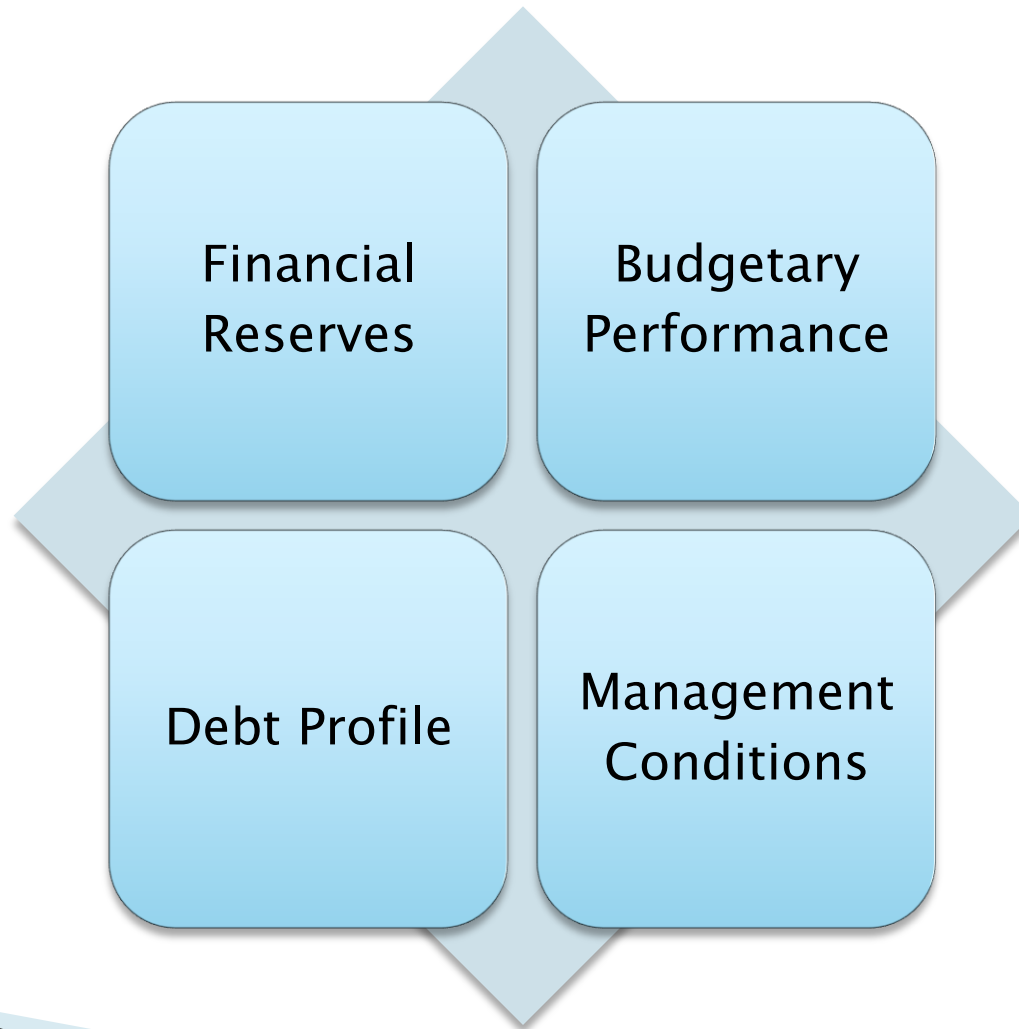 Financial
Reserves
Budgetary
Performance
Debt Profile
Management
Conditions